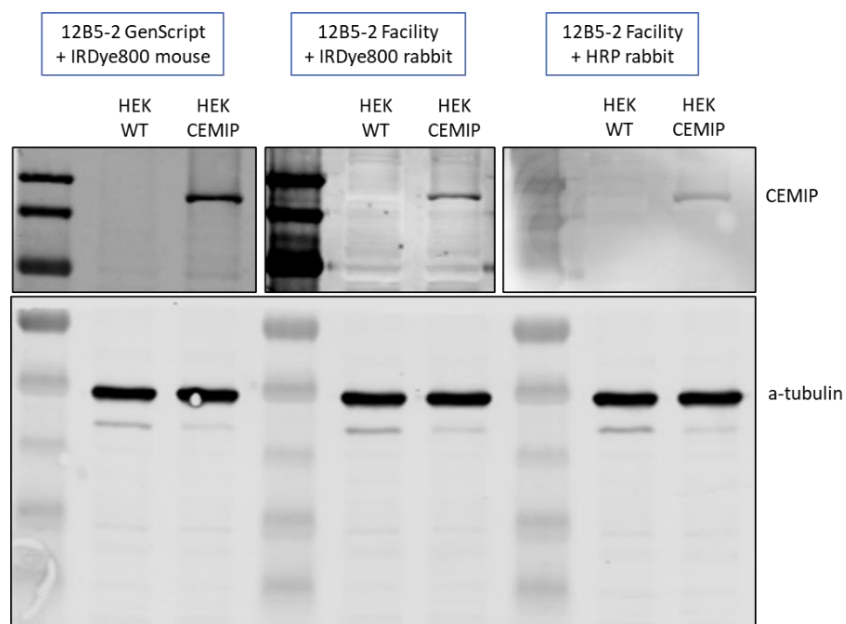 12B5-2 GenScript
+ IRDye800 mouse
12B5-2 Facility
+ IRDye800 rabbit
12B5-2 Facility
+ HRP rabbit
HEK
WT
HEK
CEMIP
HEK
WT
HEK
CEMIP
HEK
WT
HEK
CEMIP
CEMIP
a-tubulin